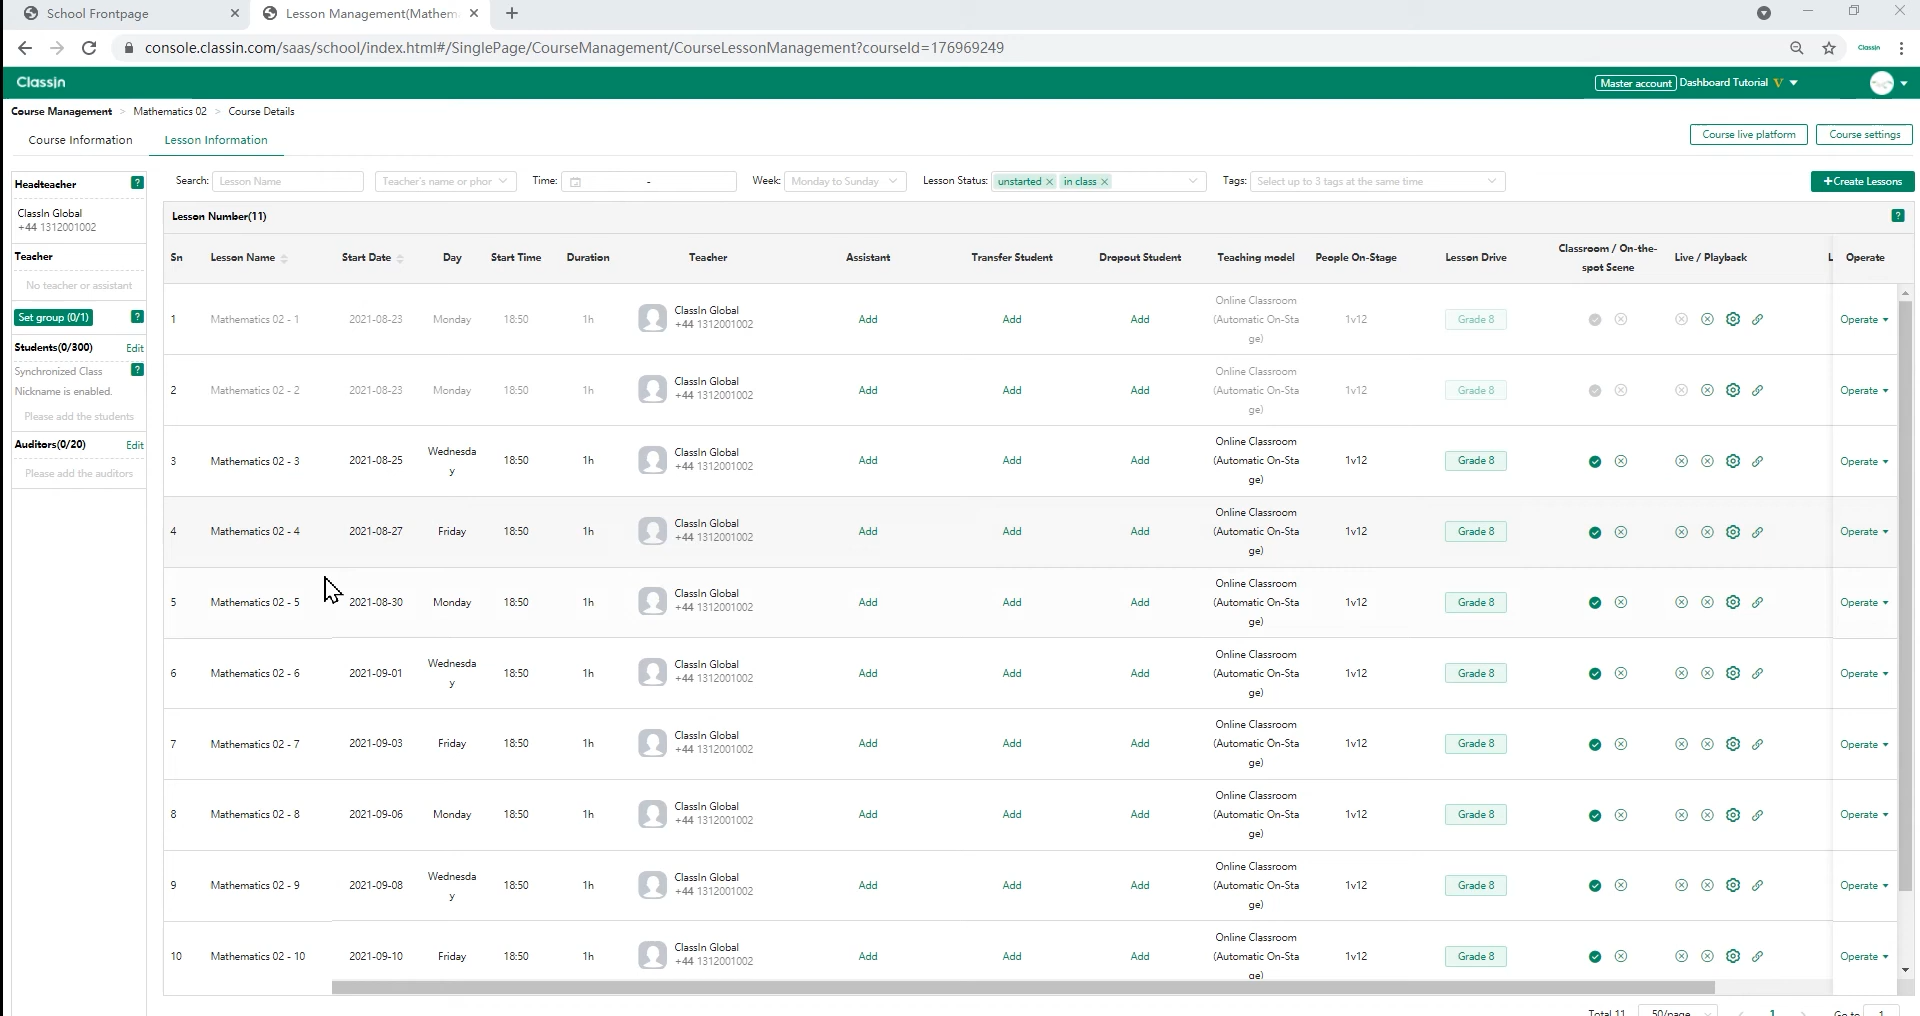 School Frontpage
Lesson Management(Mathem
console.classin.com/saas/school/index.html#/SinglePage/CourseManagement/CourseLessonManagement?courseId=176969249
ClassIn
ClassIn
Master account Dashboard Tutorial V
Course Management > Mathematics 02 > Course Details
Course Information Lesson Information
Course live platform Course settings
Headteacher ?
ClassIn Global
+44 1312001002
Teacher
No teacher or assistant
Set group (0/1) ?
Students(0/300) Edit
Synchronized Class ?
Nickname is enabled.
Please add the students
Auditors(0/20) Edit
Please add the auditors
Search: Lesson Name Teacher's name or phor Time: - Week: Monday to Sunday Lesson Status: unstarted in class Tags: Select up to 3 tags at the same time +Create Lessons
Lesson Number(11) ?
Sn Lesson Name Start Date Day Start Time Duration Teacher Assistant Transfer Student Dropout Student Teaching model People On-Stage Lesson Drive Classroom / On-the-spot Scene Live / Playback L Operate
1 Mathematics 02 - 1 2021-08-23 Monday 18:50 1h ClassIn Global +44 1312001002 Add Add Add Online Classroom (Automatic On-Stage) 1v12 Grade 8 Operate
2 Mathematics 02 - 2 2021-08-23 Monday 18:50 1h ClassIn Global +44 1312001002 Add Add Add Online Classroom (Automatic On-Stage) 1v12 Grade 8 Operate
3 Mathematics 02 - 3 2021-08-25 Wednesday 18:50 1h ClassIn Global +44 1312001002 Add Add Add Online Classroom (Automatic On-Stage) 1v12 Grade 8 Operate
4 Mathematics 02 - 4 2021-08-27 Friday 18:50 1h ClassIn Global +44 1312001002 Add Add Add Online Classroom (Automatic On-Stage) 1v12 Grade 8 Operate
5 Mathematics 02 - 5 2021-08-30 Monday 18:50 1h ClassIn Global +44 1312001002 Add Add Add Online Classroom (Automatic On-Stage) 1v12 Grade 8 Operate
6 Mathematics 02 - 6 2021-09-01 Wednesday 18:50 1h ClassIn Global +44 1312001002 Add Add Add Online Classroom (Automatic On-Stage) 1v12 Grade 8 Operate
7 Mathematics 02 - 7 2021-09-03 Friday 18:50 1h ClassIn Global +44 1312001002 Add Add Add Online Classroom (Automatic On-Stage) 1v12 Grade 8 Operate
8 Mathematics 02 - 8 2021-09-06 Monday 18:50 1h ClassIn Global +44 1312001002 Add Add Add Online Classroom (Automatic On-Stage) 1v12 Grade 8 Operate
9 Mathematics 02 - 9 2021-09-08 Wednesday 18:50 1h ClassIn Global +44 1312001002 Add Add Add Online Classroom (Automatic On-Stage) 1v12 Grade 8 Operate
10 Mathematics 02 - 10 2021-09-10 Friday 18:50 1h ClassIn Global +44 1312001002 Add Add Add Online Classroom (Automatic On-Stage) 1v12 Grade 8 Operate
Total 11 50/page 1 Go to 1